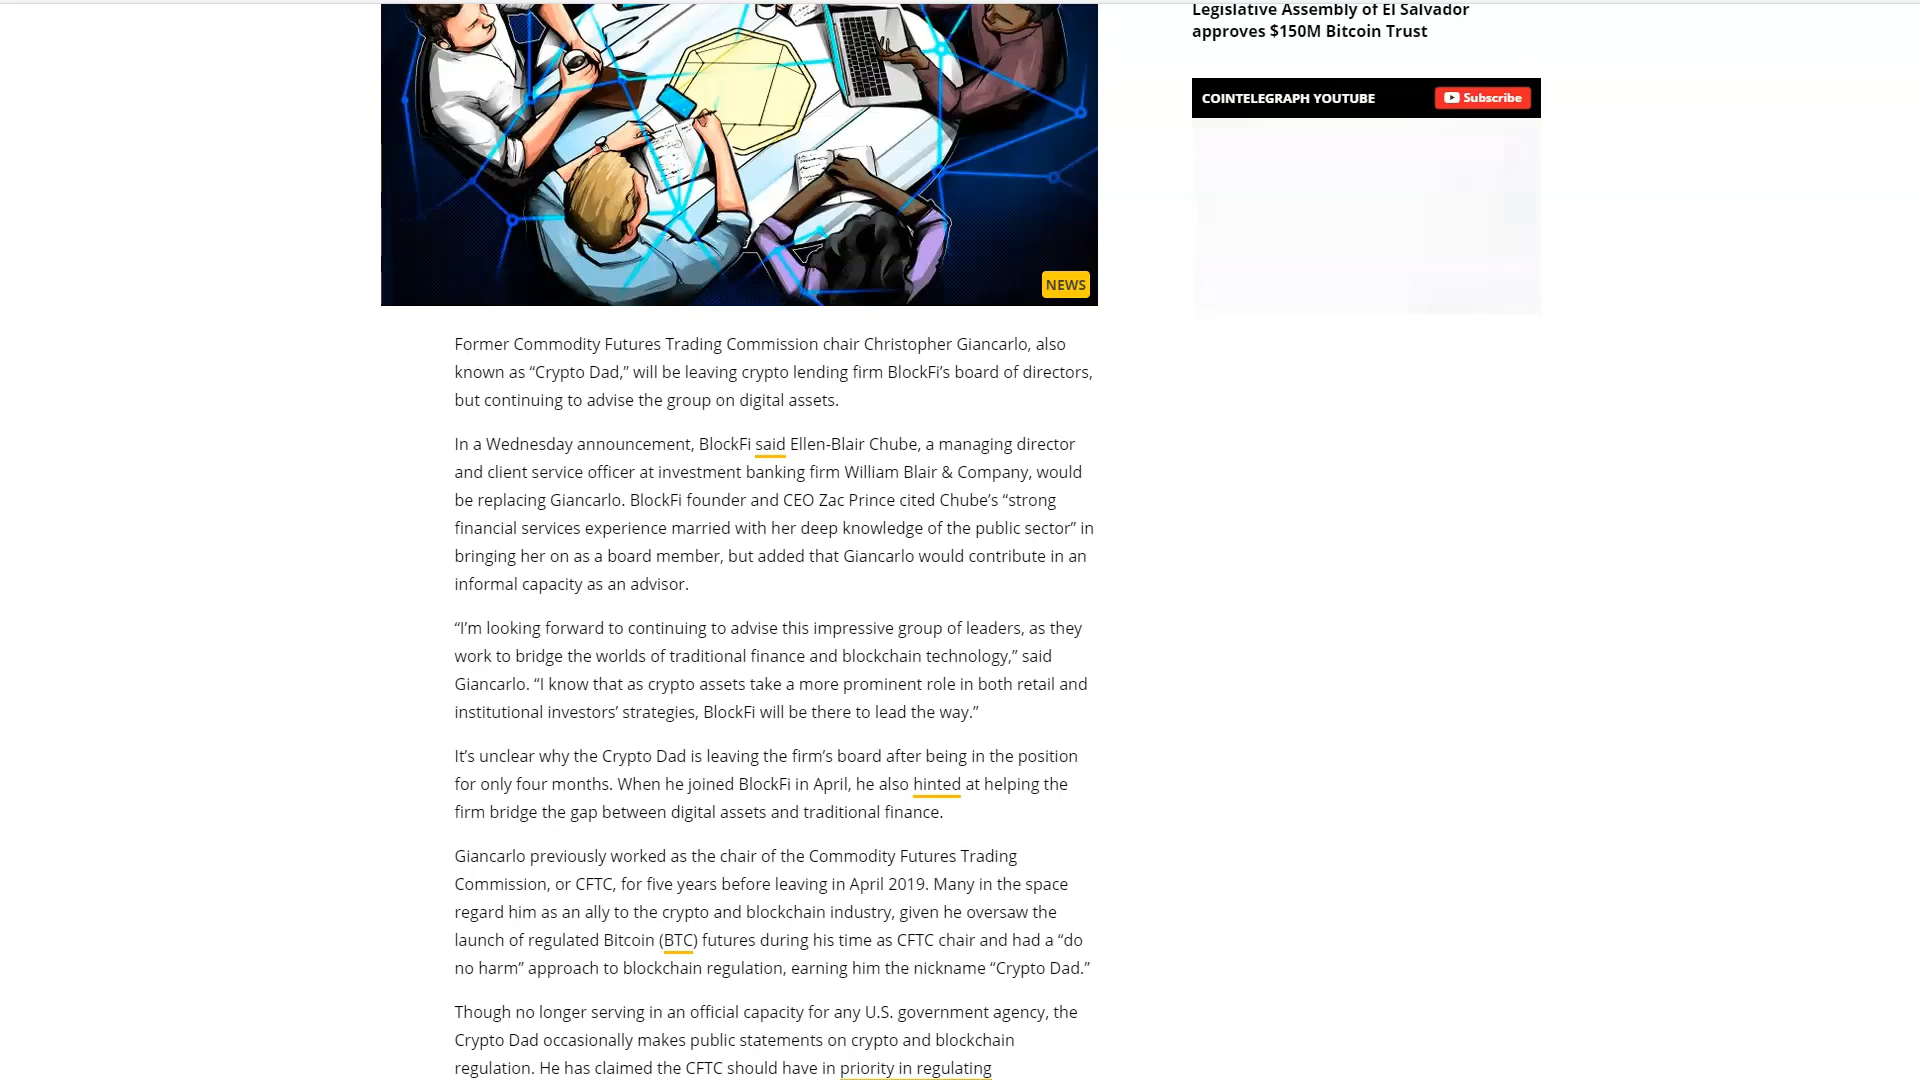 Legislative Assembly of El Salvador
approves $150M Bitcoin Trust
COINTELEGRAPH YOUTUBE
Subscribe
NEWS
Former Commodity Futures Trading Commission chair Christopher Giancarlo, also
known as “Crypto Dad,” will be leaving crypto lending firm BlockFi’s board of directors,
but continuing to advise the group on digital assets.
In a Wednesday announcement, BlockFi said Ellen-Blair Chube, a managing director
and client service officer at investment banking firm William Blair & Company, would
be replacing Giancarlo. BlockFi founder and CEO Zac Prince cited Chube’s “strong
financial services experience married with her deep knowledge of the public sector” in
bringing her on as a board member, but added that Giancarlo would contribute in an
informal capacity as an advisor.
“I’m looking forward to continuing to advise this impressive group of leaders, as they
work to bridge the worlds of traditional finance and blockchain technology,” said
Giancarlo. “I know that as crypto assets take a more prominent role in both retail and
institutional investors’ strategies, BlockFi will be there to lead the way.”
It’s unclear why the Crypto Dad is leaving the firm’s board after being in the position
for only four months. When he joined BlockFi in April, he also hinted at helping the
firm bridge the gap between digital assets and traditional finance.
Giancarlo previously worked as the chair of the Commodity Futures Trading
Commission, or CFTC, for five years before leaving in April 2019. Many in the space
regard him as an ally to the crypto and blockchain industry, given he oversaw the
launch of regulated Bitcoin (BTC) futures during his time as CFTC chair and had a “do
no harm” approach to blockchain regulation, earning him the nickname “Crypto Dad.”
Though no longer serving in an official capacity for any U.S. government agency, the
Crypto Dad occasionally makes public statements on crypto and blockchain
regulation. He has claimed the CFTC should have in priority in regulating